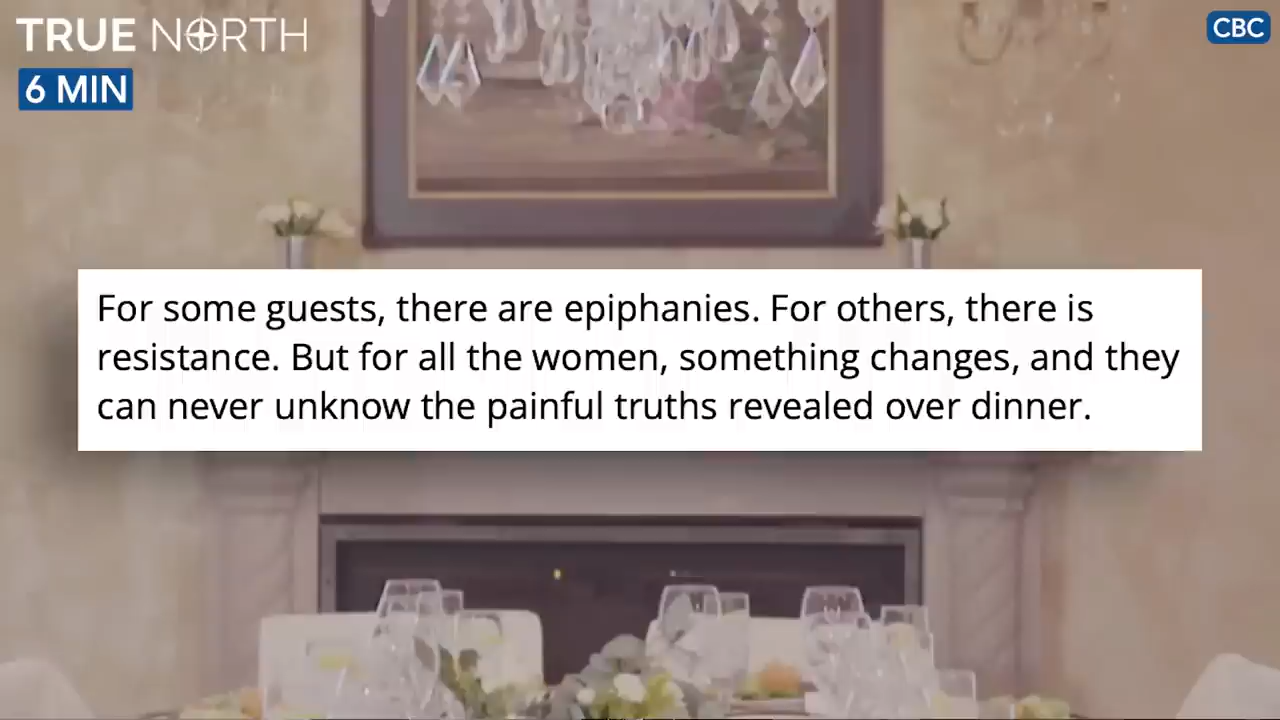 TRUE NORTH
CBC
6 MIN
For some guests, there are epiphanies. For others, there is
resistance. But for all the women, something changes, and they
can never unknow the painful truths revealed over dinner.